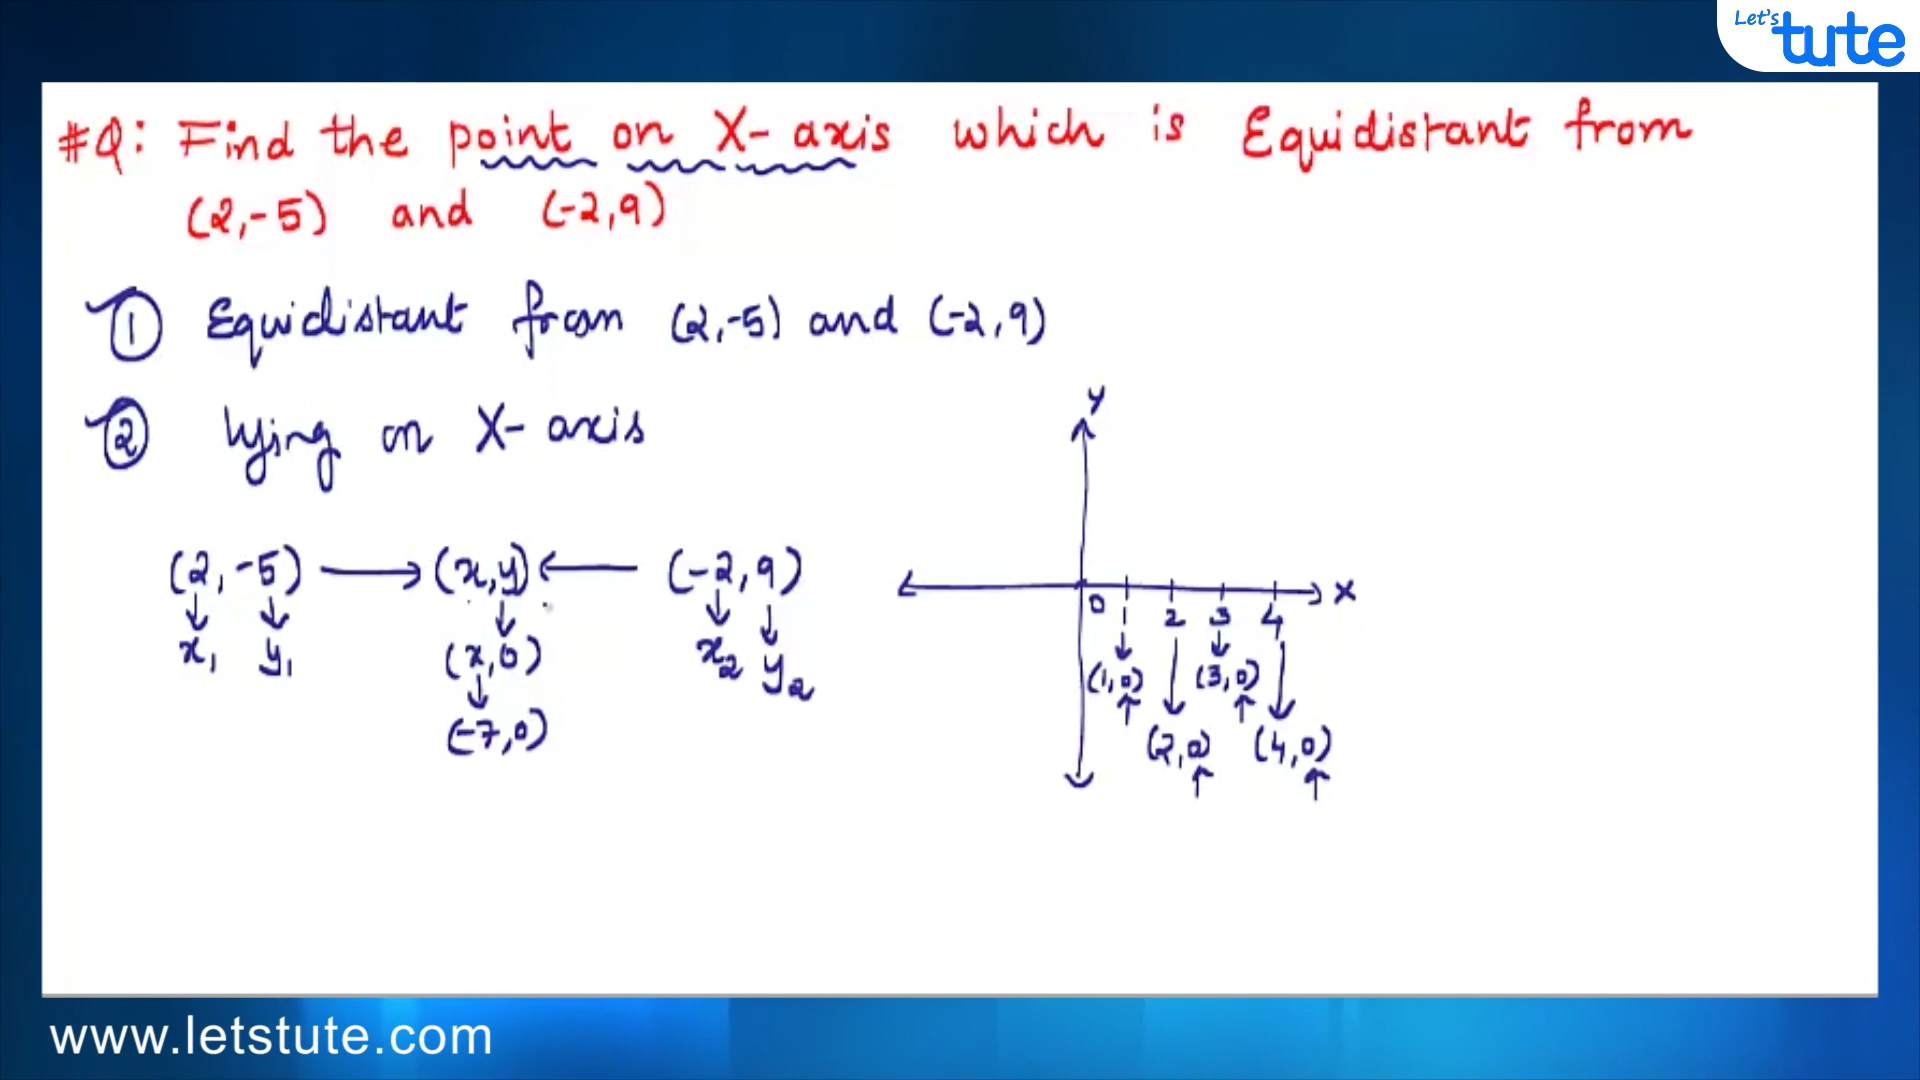 Let's
tute
#Q: Find the point on X-axis which is Equidistant from
(2,-5) and (-2,9)
① Equidistant from (2,-5) and (-2,9)
② lying on X-axis
(2,-5) → (x,y) ← (-2,9)
↓ ↓ ↓ ↓ ↓
x₁ y₁ (x,0) x₂ y₂
↓
(-7,0)
y
x
0 1 2 3 4
↓ ↓ ↓ ↓
(1,0) (3,0)
↑ ↑
(2,0) (4,0)
↑ ↑
www.letstute.com